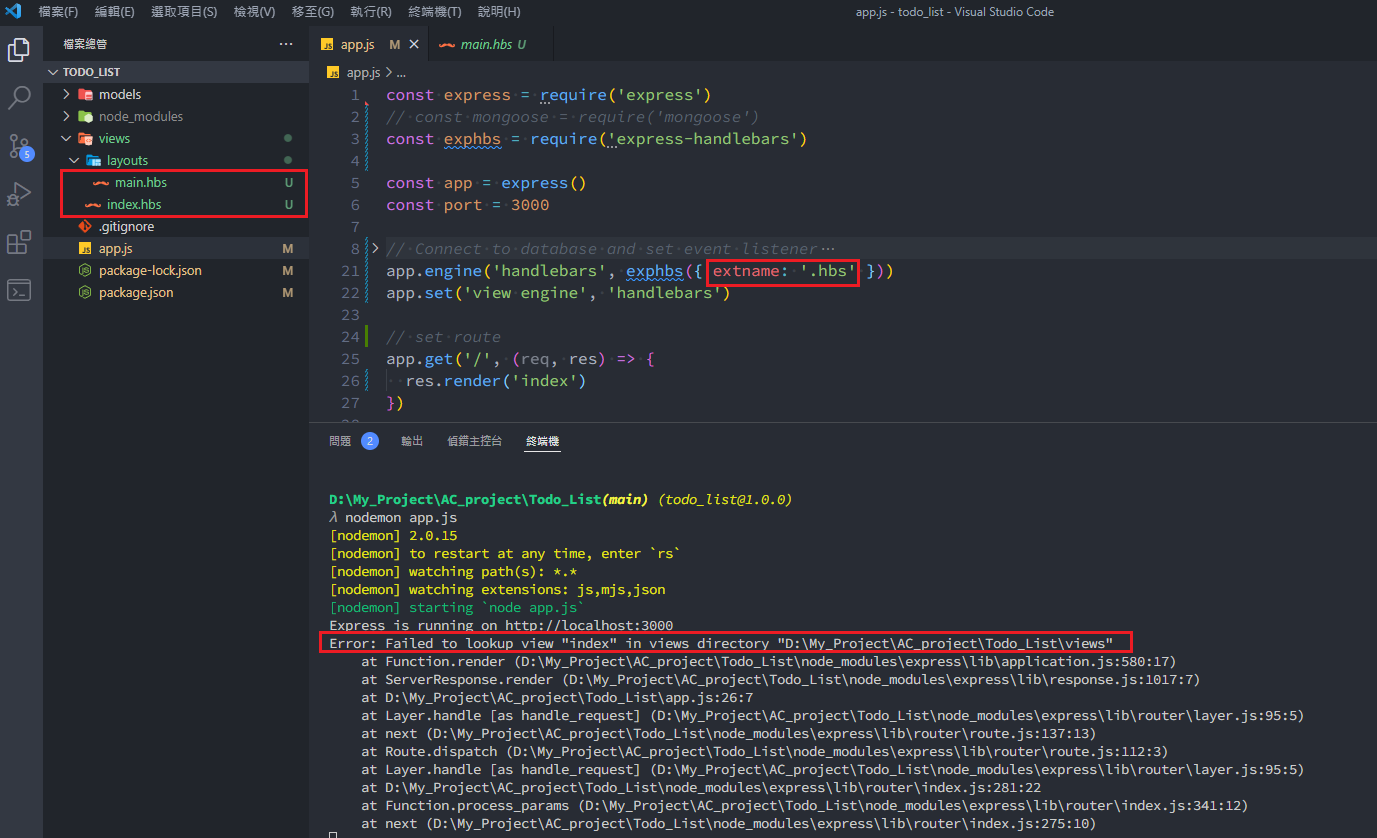 檔案(F) 編輯(E) 選取項目(S) 檢視(V) 移至(G) 執行(R) 終端機(T) 說明(H) app.js - todo_list - Visual Studio Code
檔案總管 ···
TODO_LIST
models
node_modules
views
layouts
main.hbs U
index.hbs U
.gitignore
app.js M
package-lock.json M
package.json M
5
app.js M
main.hbs U
app.js > ...
1 const express = require('express')
2 // const mongoose = require('mongoose')
3 const exphbs = require('express-handlebars')
4
5 const app = express()
6 const port = 3000
7
8 // Connect to database and set event listener ···
21 app.engine('handlebars', exphbs({ extname: '.hbs' }))
22 app.set('view engine', 'handlebars')
23
24 // set route
25 app.get('/', (req, res) => {
26 res.render('index')
27 })
問題 2 輸出 偵錯主控台 終端機
D:\My_Project\AC_project\Todo_List(main) (todo_list@1.0.0)
λ nodemon app.js
[nodemon] 2.0.15
[nodemon] to restart at any time, enter `rs`
[nodemon] watching path(s): *.*
[nodemon] watching extensions: js,mjs,json
[nodemon] starting `node app.js`
Express is running on http://localhost:3000
Error: Failed to lookup view "index" in views directory "D:\My_Project\AC_project\Todo_List\views"
at Function.render (D:\My_Project\AC_project\Todo_List\node_modules\express\lib\application.js:580:17)
at ServerResponse.render (D:\My_Project\AC_project\Todo_List\node_modules\express\lib\response.js:1017:7)
at D:\My_Project\AC_project\Todo_List\app.js:26:7
at Layer.handle [as handle_request] (D:\My_Project\AC_project\Todo_List\node_modules\express\lib\router\layer.js:95:5)
at next (D:\My_Project\AC_project\Todo_List\node_modules\express\lib\router\route.js:137:13)
at Route.dispatch (D:\My_Project\AC_project\Todo_List\node_modules\express\lib\router\route.js:112:3)
at Layer.handle [as handle_request] (D:\My_Project\AC_project\Todo_List\node_modules\express\lib\router\layer.js:95:5)
at D:\My_Project\AC_project\Todo_List\node_modules\express\lib\router\index.js:281:22
at Function.process_params (D:\My_Project\AC_project\Todo_List\node_modules\express\lib\router\index.js:341:12)
at next (D:\My_Project\AC_project\Todo_List\node_modules\express\lib\router\index.js:275:10)